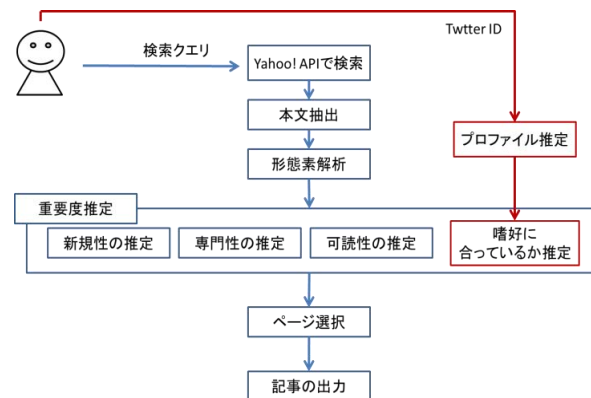 Twtter ID
検索クエリ
Yahoo! APIで検索
本文抽出
プロファイル推定
形態素解析
重要度推定
新規性の推定
専門性の推定
可読性の推定
嗜好に
合っているか推定
ページ選択
記事の出力